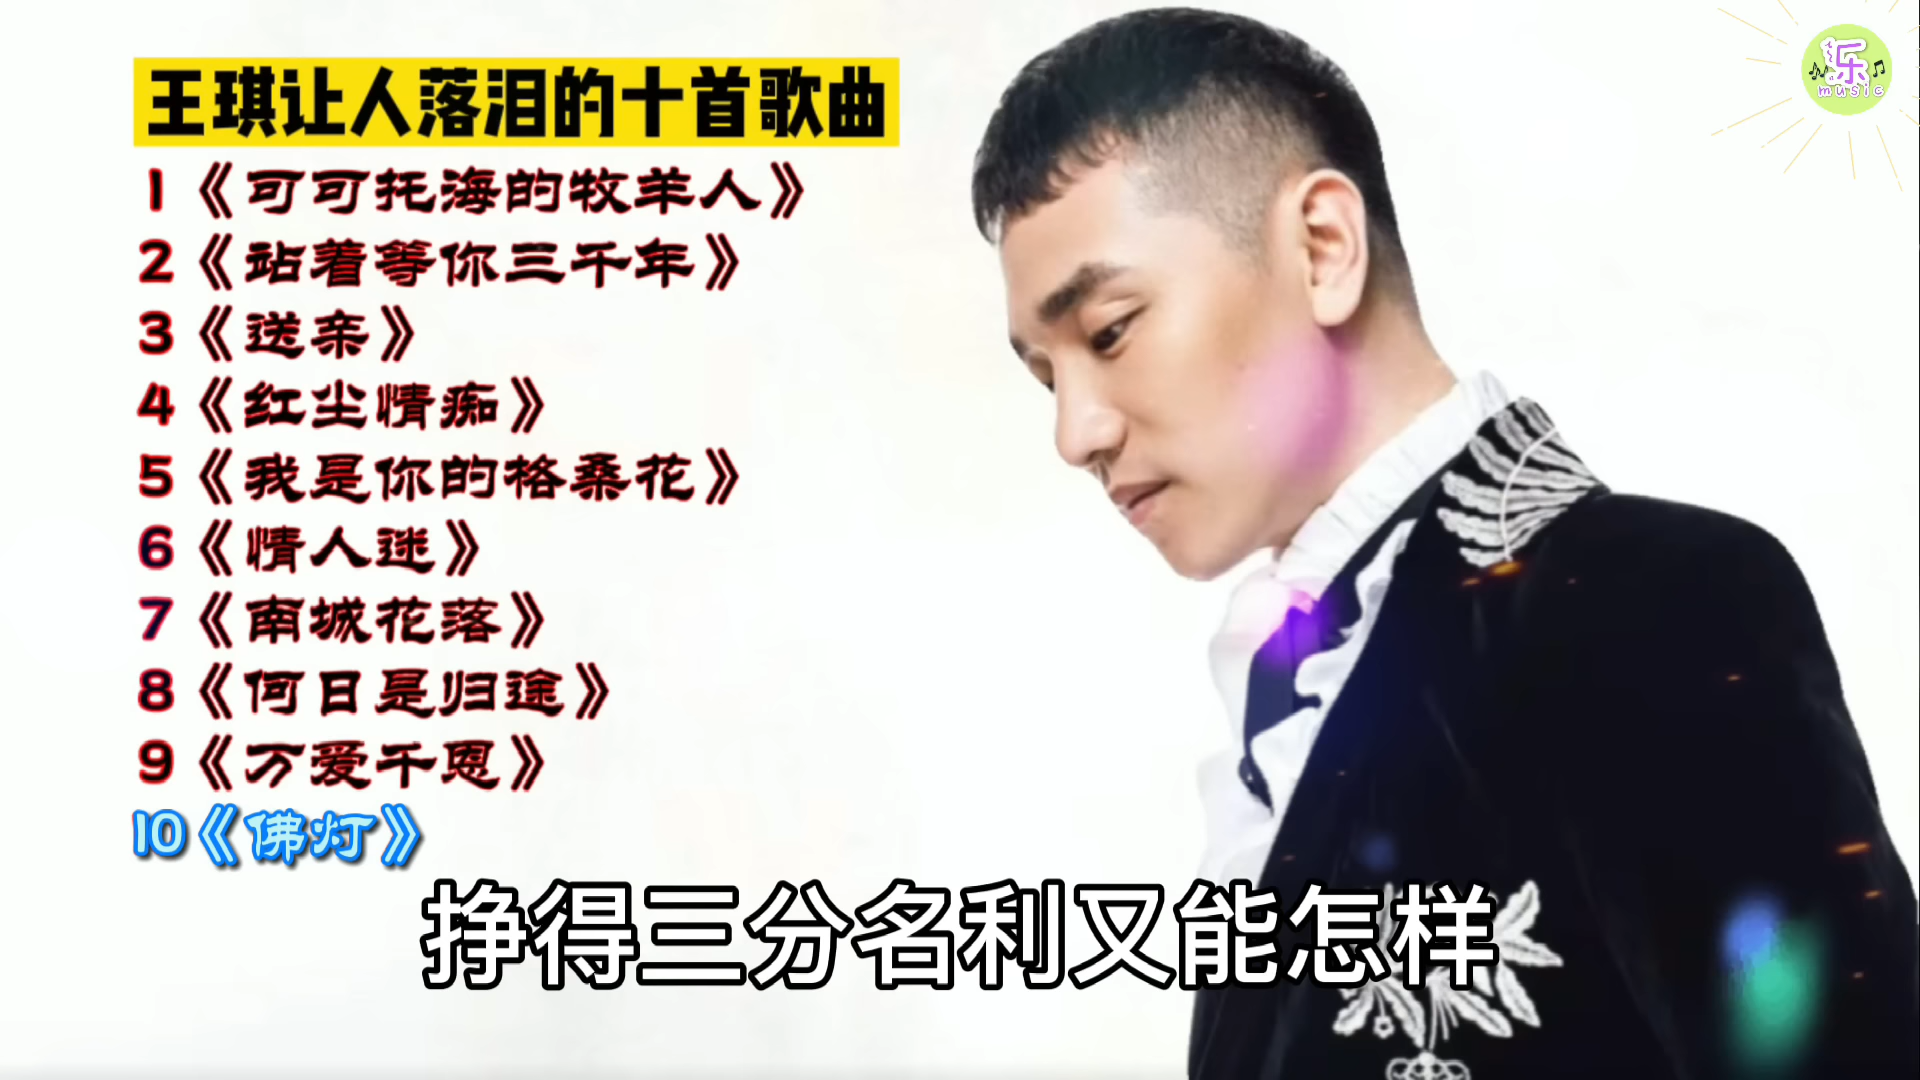 王琪让人落泪的十首歌曲
1《可可托海的牧羊人》
2《站着等你三千年》
3《送亲》
4《红尘情痴》
5《我是你的格桑花》
6《情人迷》
7《南城花落》
8《何日是归途》
9《万爱千恩》
10《佛灯》
挣得三分名利又能怎样
乐
music